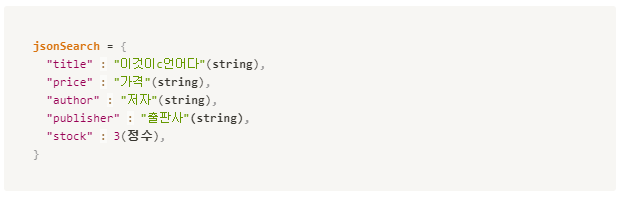 jsonSearch = {
"title" : "이것이c언어다"(string),
"price" : "가격"(string),
"author" : "저자"(string),
"publisher" : "출판사"(string),
"stock" : 3(정수),
}